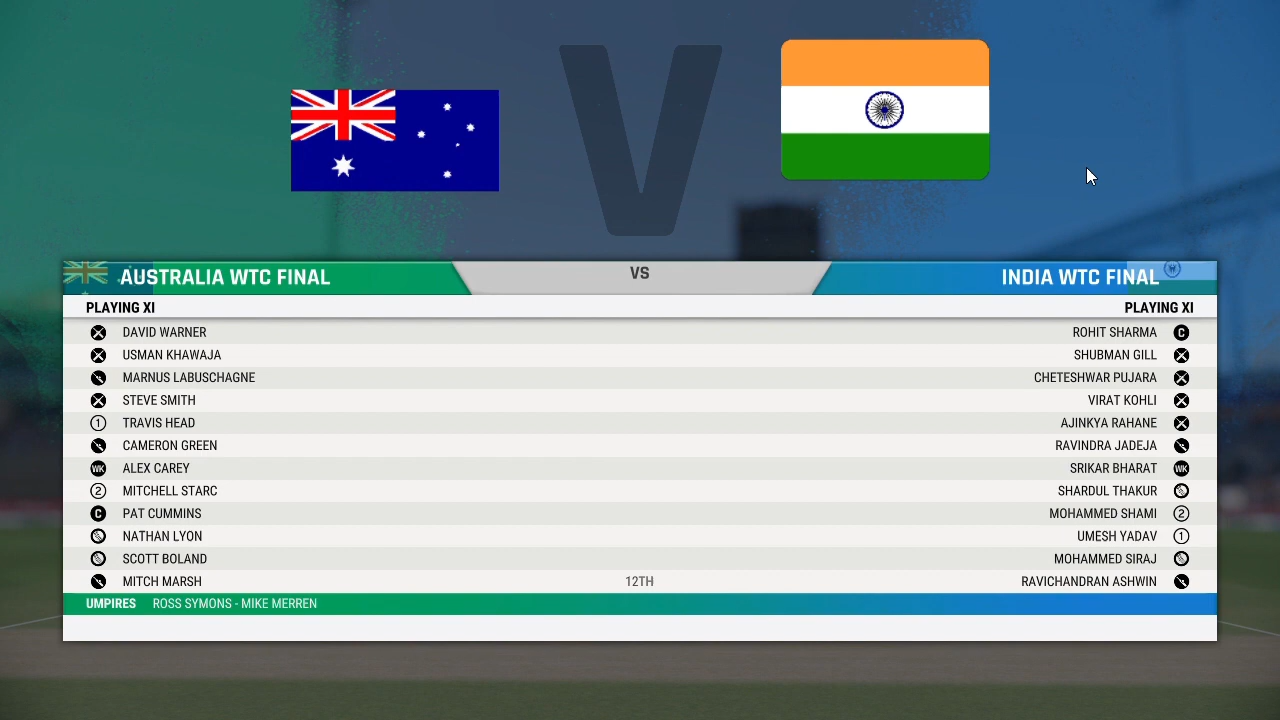 V
AUSTRALIA WTC FINAL VS INDIA WTC FINAL
PLAYING XI PLAYING XI
DAVID WARNER ROHIT SHARMA C
USMAN KHAWAJA SHUBMAN GILL
MARNUS LABUSCHAGNE CHETESHWAR PUJARA
STEVE SMITH VIRAT KOHLI
1 TRAVIS HEAD AJINKYA RAHANE
CAMERON GREEN RAVINDRA JADEJA
WK ALEX CAREY SRIKAR BHARAT WK
2 MITCHELL STARC SHARDUL THAKUR
C PAT CUMMINS MOHAMMED SHAMI 2
NATHAN LYON UMESH YADAV 1
SCOTT BOLAND MOHAMMED SIRAJ
MITCH MARSH 12TH RAVICHANDRAN ASHWIN
UMPIRES ROSS SYMONS - MIKE MERREN